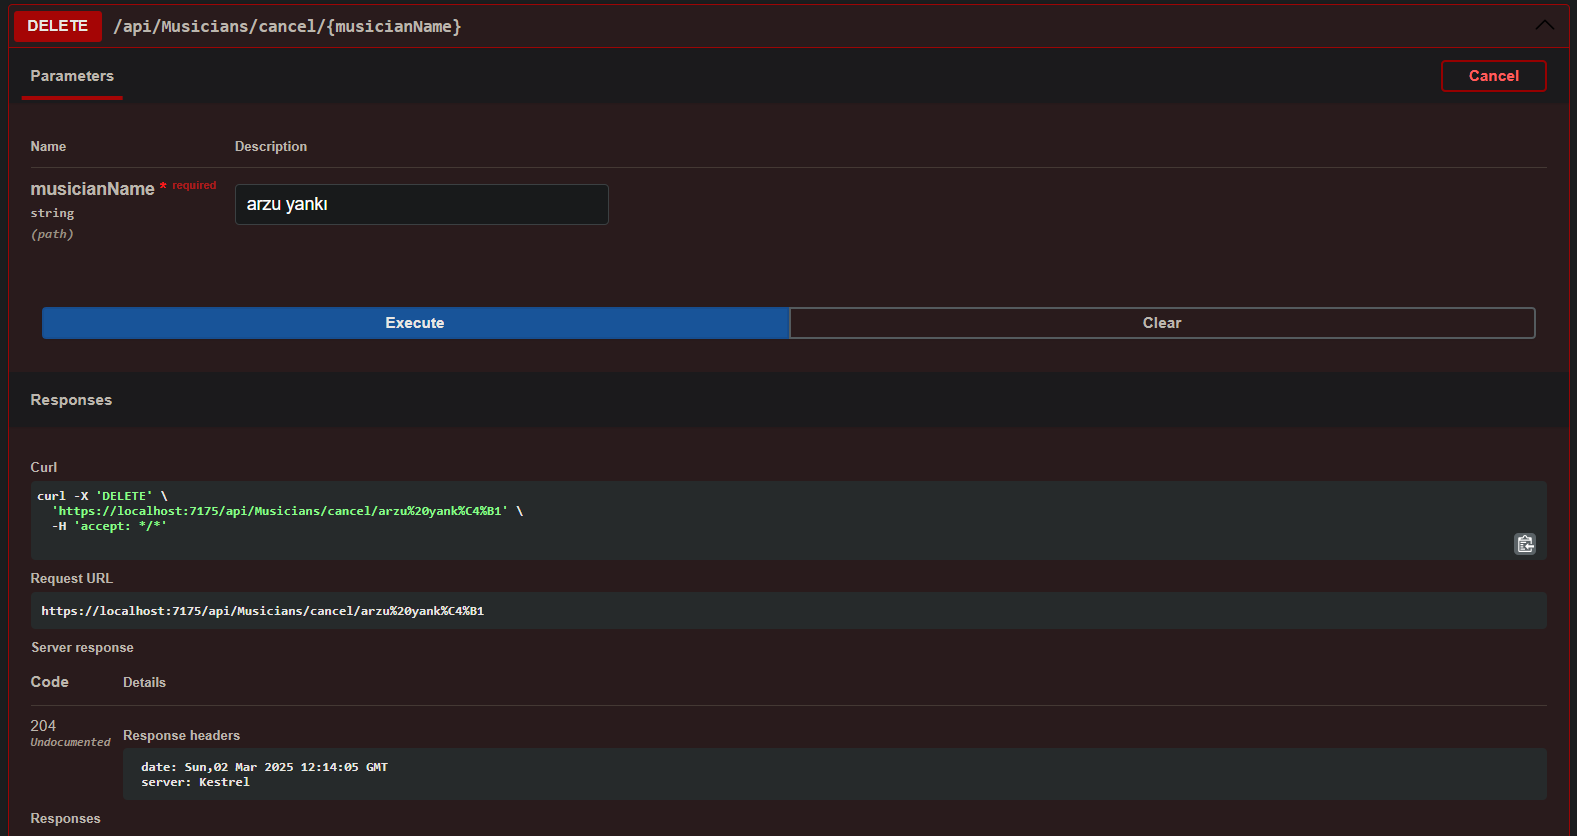 DELETE /api/Musicians/cancel/{musicianName}
Parameters
Cancel
Name Description
musicianName * required
string
(path)
arzu yankı
Execute Clear
Responses
Curl
curl -X 'DELETE' \
'https://localhost:7175/api/Musicians/cancel/arzu%20yank%C4%B1' \
-H 'accept: */*'
Request URL
https://localhost:7175/api/Musicians/cancel/arzu%20yank%C4%B1
Server response
Code Details
204
Undocumented
Response headers
date: Sun,02 Mar 2025 12:14:05 GMT
server: Kestrel
Responses